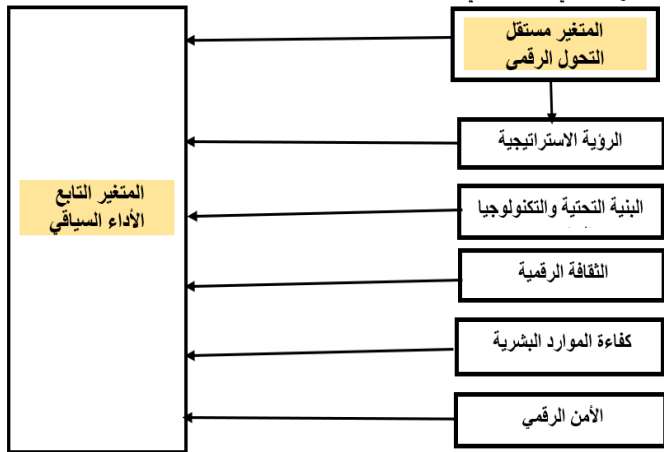 المتغير مستقل
التحول الرقمى
الرؤية الاستراتيجية
المتغير التابع
الأداء السياقي
البنية التحتية والتكنولوجيا
الثقافة الرقمية
كفاءة الموارد البشرية
الأمن الرقمي